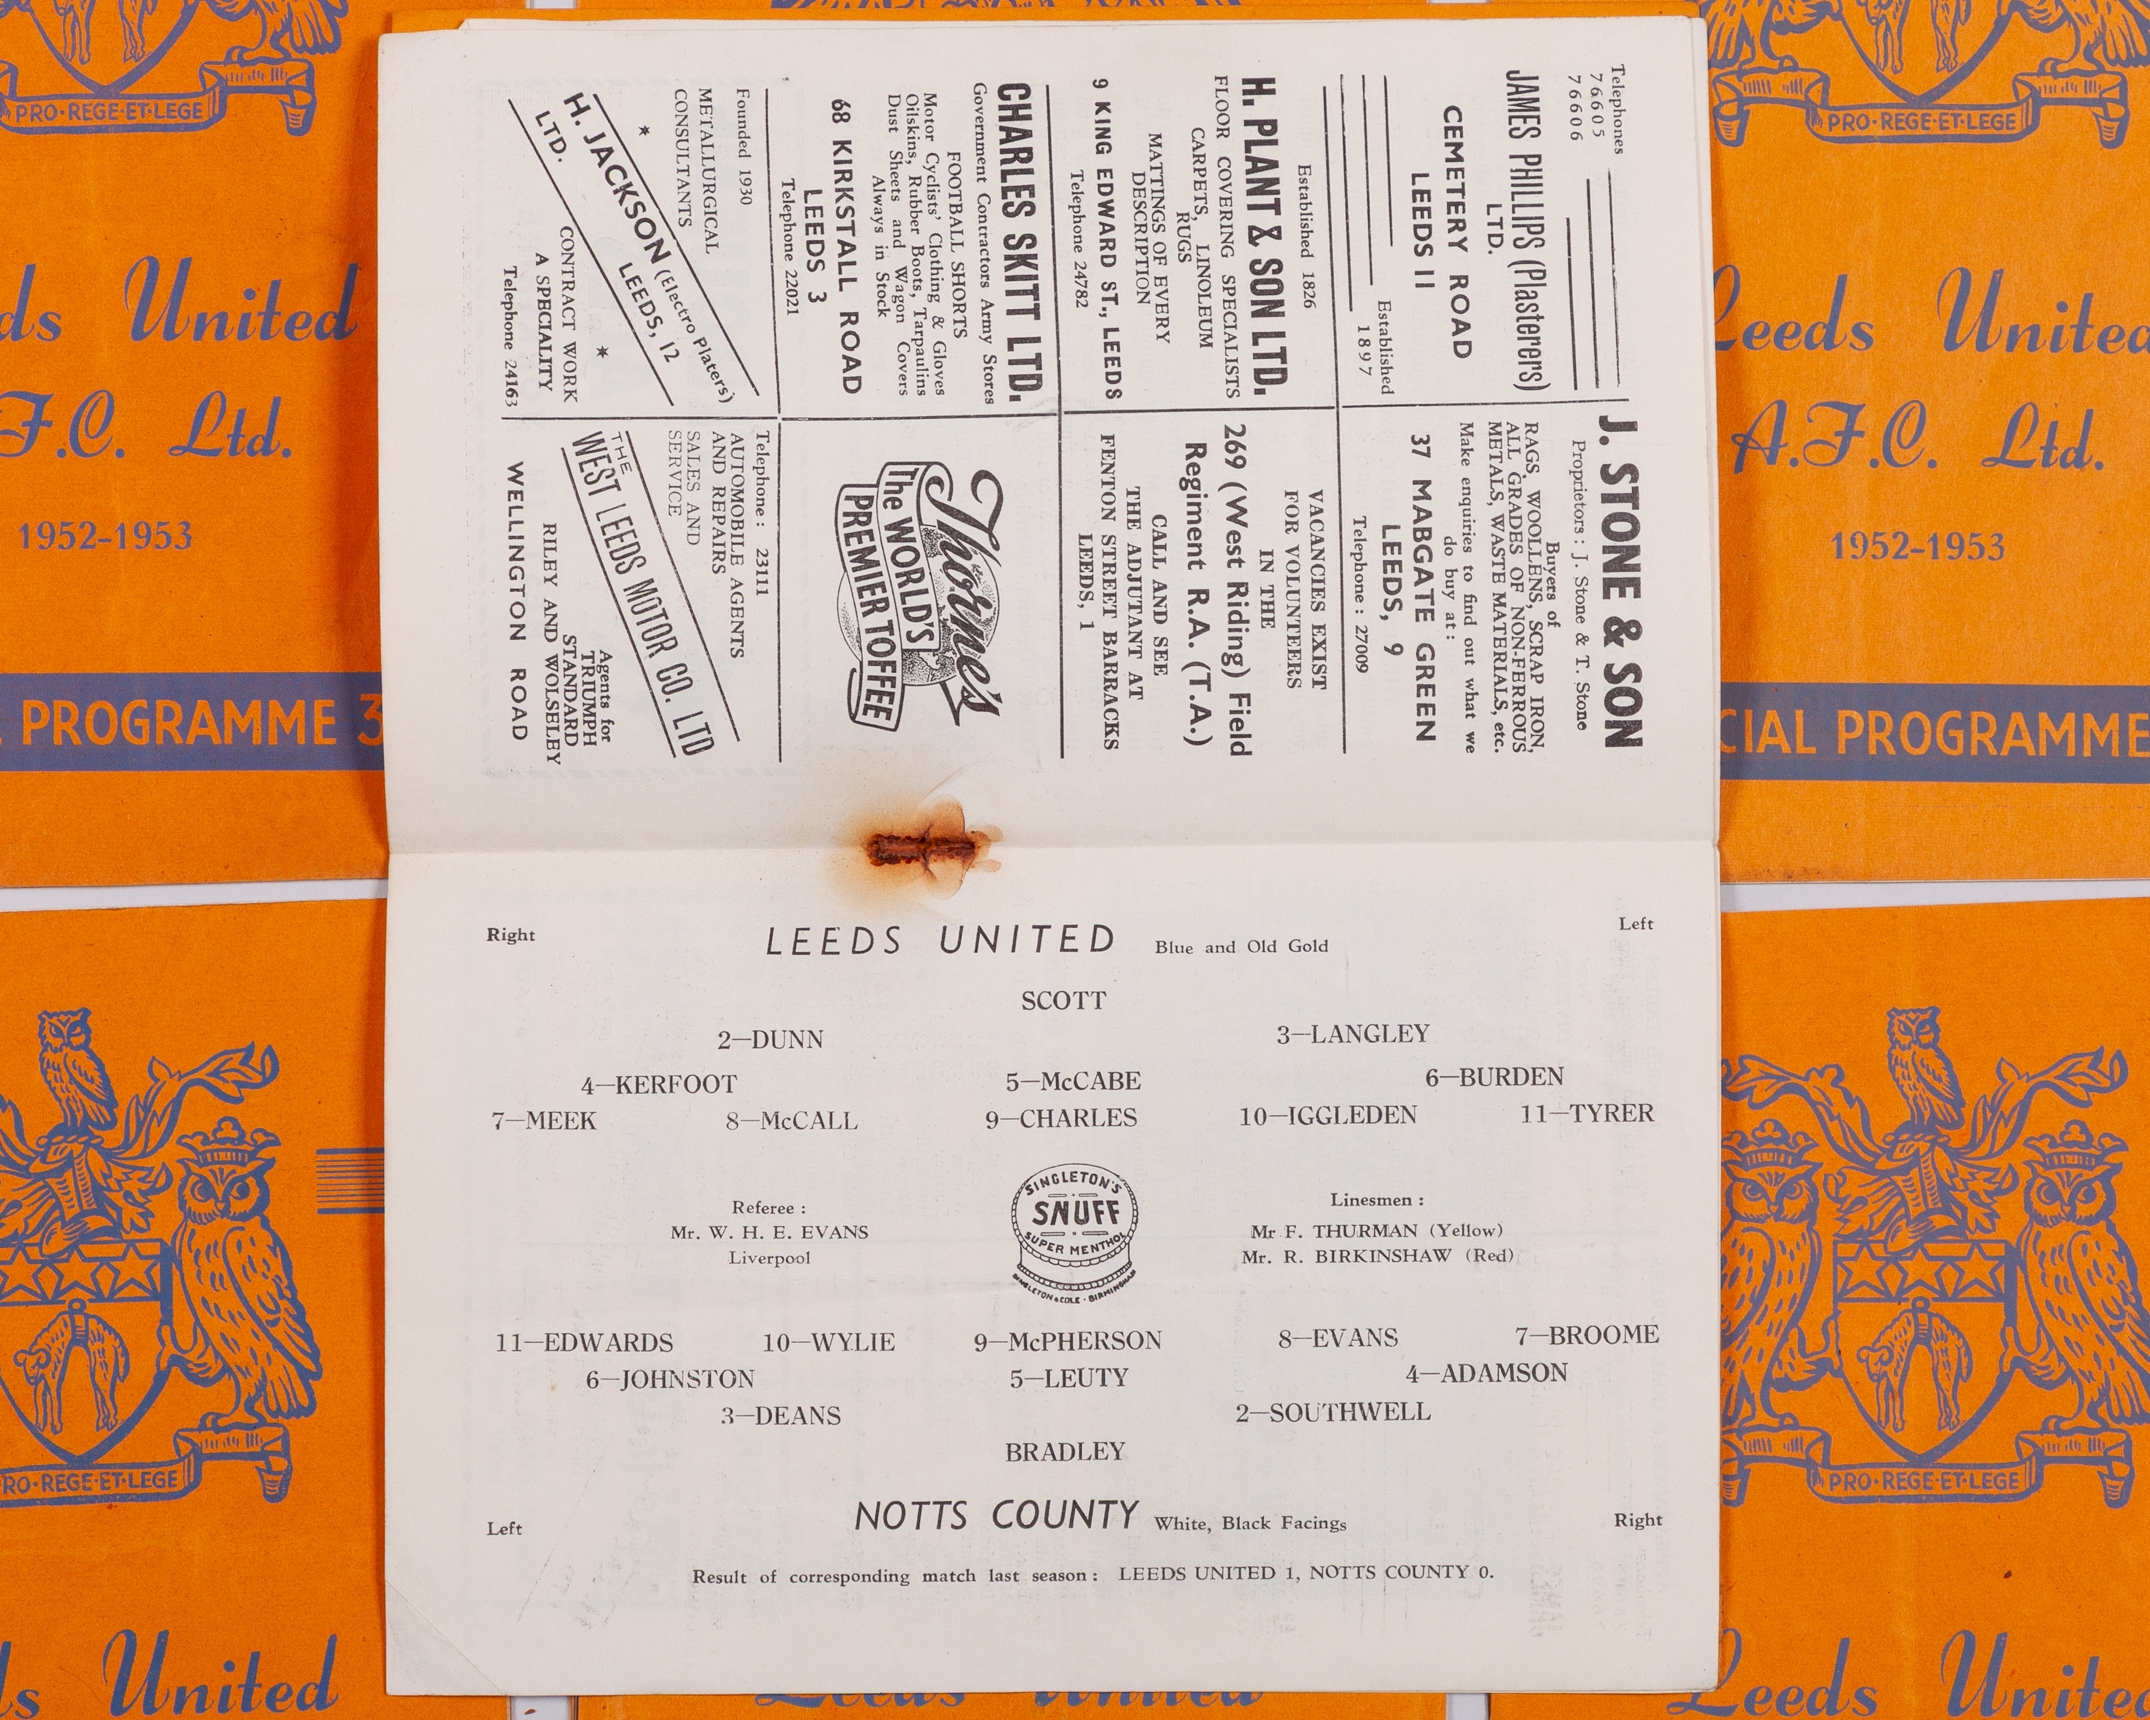 Telephones
76605
76606
JAMES PHILLIPS (Plasterers)
LTD.
CEMETERY ROAD
LEEDS 11
Established
1897
Established 1826
H. PLANT & SON LTD.
FLOOR COVERING SPECIALISTS
CARPETS, LINOLEUM
RUGS
MATTINGS OF EVERY
DESCRIPTION
9 KING EDWARD ST., LEEDS
Telephone 24782
CHARLES SKITT LTD.
Government Contractors Army Stores
FOOTBALL SHORTS
Motor Cyclists' Clothing & Gloves
Oilskins, Rubber Boots, Tarpaulins
Dust Sheets and Wagon Covers
Always in Stock
68 KIRKSTALL ROAD
LEEDS 3
Telephone 22021
Founded 1930
METALLURGICAL
CONSULTANTS
H. JACKSON (Electro Platers)
LTD.
LEEDS, 12
CONTRACT WORK
A SPECIALITY
Telephone 24163
J. STONE & SON
Proprietors : J. Stone & T. Stone
Buyers of
RAGS, WOOLLENS, SCRAP IRON,
ALL GRADES OF NON-FERROUS
METALS, WASTE MATERIALS, etc.
Make enquiries to find out what we
do buy at :
37 MABGATE GREEN
LEEDS, 9
Telephone : 27009
VACANCIES EXIST
FOR VOLUNTEERS
IN THE
269 (West Riding) Field
Regiment R.A. (T.A.)
CALL AND SEE
THE ADJUTANT AT
FENTON STREET BARRACKS
LEEDS, 1
Thorne's
The WORLD'S
PREMIER TOFFEE
Telephone : 23111
AUTOMOBILE AGENTS
AND REPAIRS
SALES AND
SERVICE
THE
WEST LEEDS MOTOR CO. LTD
Agents for
TRIUMPH
STANDARD
RILEY AND WOLSELEY
WELLINGTON ROAD
Right
LEEDS UNITED Blue and Old Gold
Left
SCOTT
2—DUNN 3—LANGLEY
4—KERFOOT 5—McCABE 6—BURDEN
7—MEEK 8—McCALL 9—CHARLES 10—IGGLEDEN 11—TYRER
Referee :
Mr. W. H. E. EVANS
Liverpool
SINGLETON'S
SNUFF
SUPER MENTHOL
SINGLETON & COLE - BIRMINGHAM
Linesmen :
Mr F. THURMAN (Yellow)
Mr. R. BIRKINSHAW (Red)
11—EDWARDS 10—WYLIE 9—McPHERSON 8—EVANS 7—BROOME
6—JOHNSTON 5—LEUTY 4—ADAMSON
3—DEANS 2—SOUTHWELL
BRADLEY
Left
NOTTS COUNTY White, Black Facings
Right
Result of corresponding match last season : LEEDS UNITED 1, NOTTS COUNTY 0.
PRO·REGE·ET·LEGE
ds United
F.C. Ltd.
1952-1953
PROGRAMME 3
PRO·REGE·ET·LEGE
Leeds United
A.F.C. Ltd.
1952-1953
CIAL PROGRAMME
RO·REGE·ET·LEGE
ds United
PRO·REGE·ET·LEGE
Leeds United
Leeds United